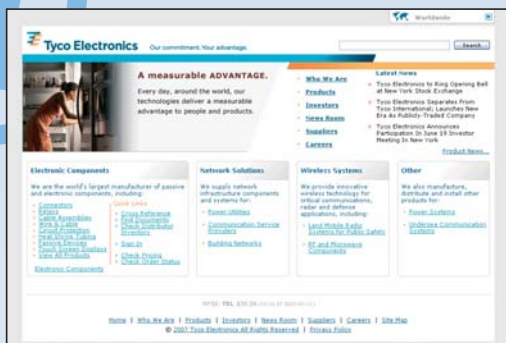 Worldwide
Tyco Electronics
Our commitment. Your advantage.
Search
A measurable ADVANTAGE.
Every day, around the world, our
technologies deliver a measurable
advantage to people and products.
Who We Are
Products
Investors
News Room
Suppliers
Careers
Latest News
Tyco Electronics to Ring Opening Bell
at New York Stock Exchange
Tyco Electronics Separates From
Tyco International; Launches New
Era As Publicly-Traded Company
Tyco Electronics Announces
Participation In June 19 Investor
Meeting In New York
Product News...
Electronic Components
We are the world's largest manufacturer of passive
and electronic components, including:
Connectors
Relays
Cable Assemblies
Wire & Cable
Circuit Protection
Heat Shrink Tubing
Passive Devices
Touch Screen Displays
View All Products
Electronic Components
Quick Links
Cross Reference
Find Documents
Check Distributor
Inventory
Sign In
Check Pricing
Check Order Status
Network Solutions
We supply network
infrastructure components
and systems for:
Power Utilities
Communication Service
Providers
Building Networks
Wireless Systems
We provide innovative
wireless technology for
critical communications,
radar and defense
applications, including:
Land Mobile Radio
Systems for Public Safety
RF and Microwave
Components
Other
We also manufacture,
distribute and install other
products for:
Power Systems
Undersea Communication
Systems
NYSE: TEL
Home | Who We Are | Products | Investors | News Room | Suppliers | Careers | Site Map
© 2007 Tyco Electronics All Rights Reserved | Privacy Policy